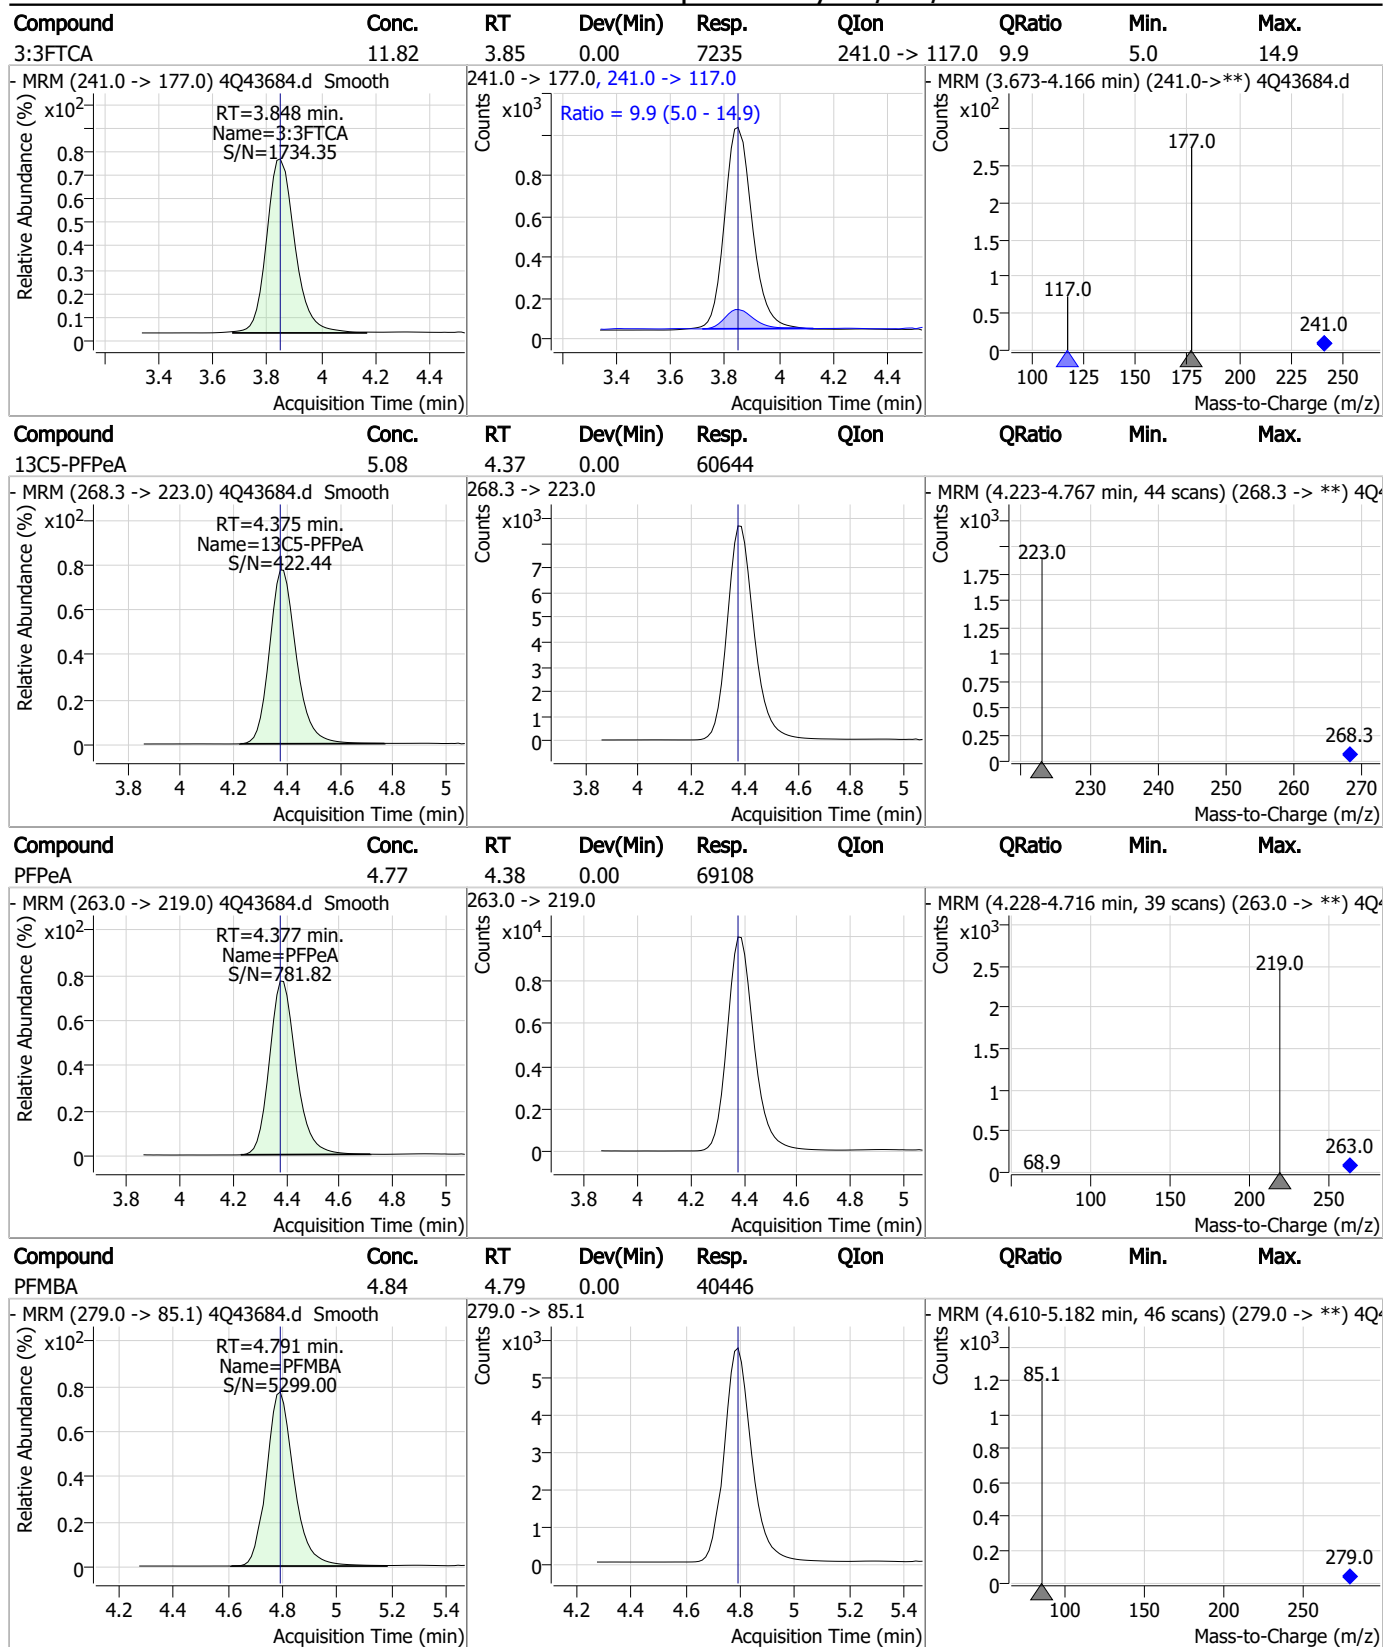 Compound Conc. RT Dev(Min) Resp. QIon QRatio Min. Max.
3:3FTCA 11.82 3.85 0.00 7235 241.0 -> 117.0 9.9 5.0 14.9
- MRM (241.0 -> 177.0) 4Q43684.d Smooth
Relative Abundance (%)
x10²
RT=3.848 min.
Name=3:3FTCA
S/N=1734.35
0.8
0.7
0.6
0.5
0.4
0.3
0.2
0.1
0
3.4 3.6 3.8 4 4.2 4.4
Acquisition Time (min)
241.0 -> 177.0, 241.0 -> 117.0
Counts
x10³
Ratio = 9.9 (5.0 - 14.9)
0.8
0.6
0.4
0.2
0
3.4 3.6 3.8 4 4.2 4.4
Acquisition Time (min)
- MRM (3.673-4.166 min) (241.0->**) 4Q43684.d
Counts
x10²
177.0
2.5
2
1.5
1
117.0
0.5
241.0
0
100 125 150 175 200 225 250
Mass-to-Charge (m/z)
Compound Conc. RT Dev(Min) Resp. QIon QRatio Min. Max.
13C5-PFPeA 5.08 4.37 0.00 60644
- MRM (268.3 -> 223.0) 4Q43684.d Smooth
Relative Abundance (%)
x10²
RT=4.375 min.
Name=13C5-PFPeA
S/N=422.44
0.8
0.6
0.4
0.2
0
3.8 4 4.2 4.4 4.6 4.8 5
Acquisition Time (min)
268.3 -> 223.0
Counts
x10³
7
6
5
4
3
2
1
0
3.8 4 4.2 4.4 4.6 4.8 5
Acquisition Time (min)
- MRM (4.223-4.767 min, 44 scans) (268.3 -> **) 4Q4
Counts
x10³
223.0
1.75
1.5
1.25
1
0.75
0.5
0.25
268.3
0
230 240 250 260 270
Mass-to-Charge (m/z)
Compound Conc. RT Dev(Min) Resp. QIon QRatio Min. Max.
PFPeA 4.77 4.38 0.00 69108
- MRM (263.0 -> 219.0) 4Q43684.d Smooth
Relative Abundance (%)
x10²
RT=4.377 min.
Name=PFPeA
S/N=781.82
0.8
0.6
0.4
0.2
0
3.8 4 4.2 4.4 4.6 4.8 5
Acquisition Time (min)
263.0 -> 219.0
Counts
x10⁴
0.8
0.6
0.4
0.2
0
3.8 4 4.2 4.4 4.6 4.8 5
Acquisition Time (min)
- MRM (4.228-4.716 min, 39 scans) (263.0 -> **) 4Q4
Counts
x10³
219.0
2.5
2
1.5
1
0.5
263.0
68.9
0
100 150 200 250
Mass-to-Charge (m/z)
Compound Conc. RT Dev(Min) Resp. QIon QRatio Min. Max.
PFMBA 4.84 4.79 0.00 40446
- MRM (279.0 -> 85.1) 4Q43684.d Smooth
Relative Abundance (%)
x10²
RT=4.791 min.
Name=PFMBA
S/N=5299.00
0.8
0.6
0.4
0.2
0
4.2 4.4 4.6 4.8 5 5.2 5.4
Acquisition Time (min)
279.0 -> 85.1
Counts
x10³
5
4
3
2
1
0
4.2 4.4 4.6 4.8 5 5.2 5.4
Acquisition Time (min)
- MRM (4.610-5.182 min, 46 scans) (279.0 -> **) 4Q4
Counts
x10³
85.1
1.2
1
0.8
0.6
0.4
0.2
279.0
0
100 150 200 250
Mass-to-Charge (m/z)